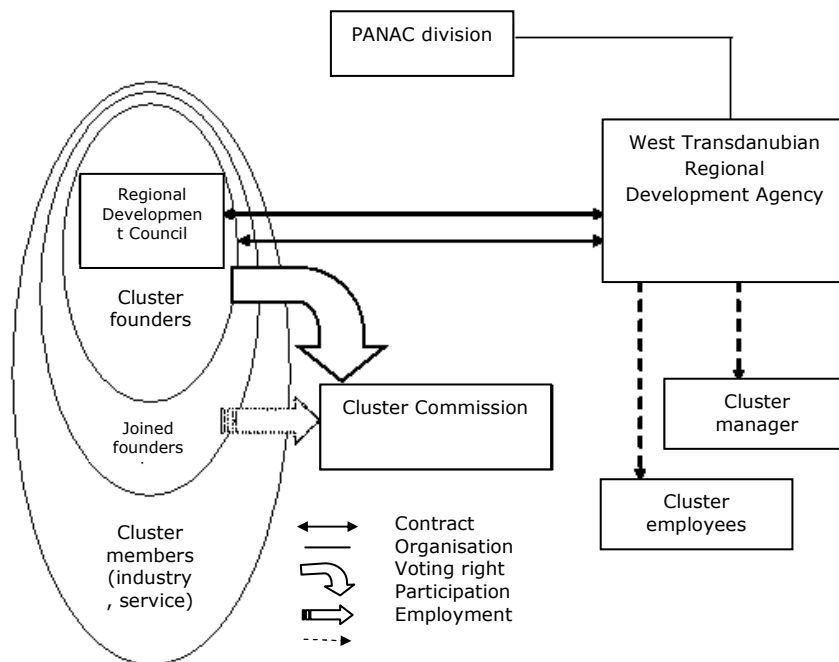 PANAC division
West Transdanubian
Regional
Development Agency
Regional
Developmen
t Council
Cluster
founders
Cluster Commission
Cluster
manager
Joined
founders
.
Cluster
employees
Cluster
members
(industry
, service)
Contract
Organisation
Voting right
Participation
Employment